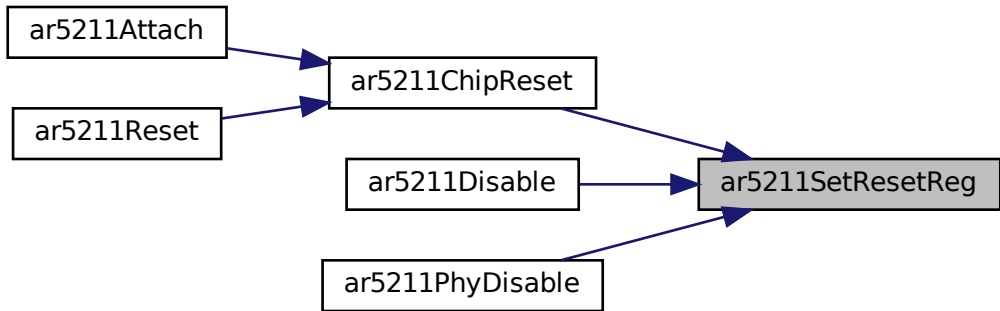 ar5211Attach
ar5211ChipReset
ar5211Reset
ar5211Disable
ar5211SetResetReg
ar5211PhyDisable